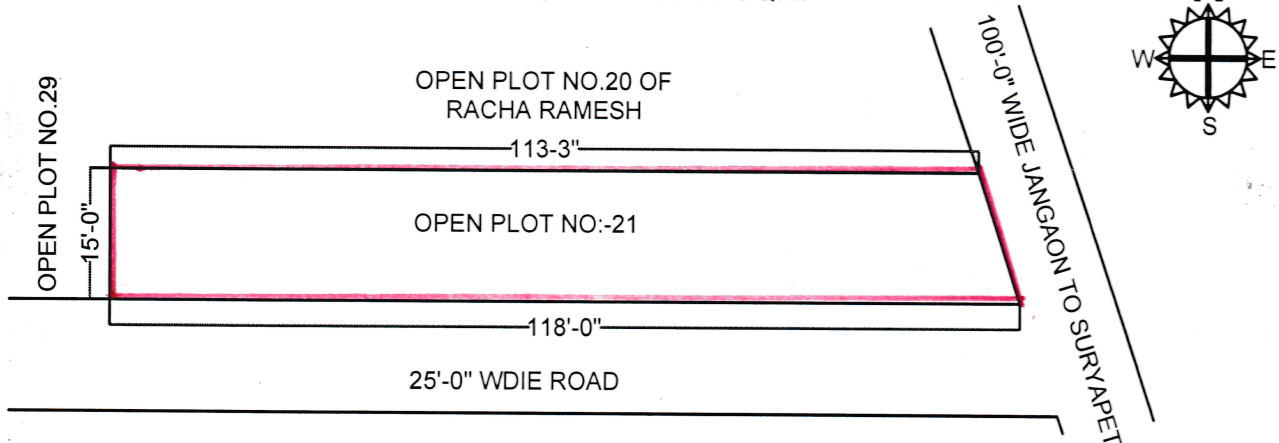 OPEN PLOT NO.20 OF
RACHA RAMESH
113-3"
OPEN PLOT NO.29
15'-0"
OPEN PLOT NO:-21
118'-0"
25'-0" WDIE ROAD
100'-0" WIDE JANGAON TO SURYAPET
W
E
S